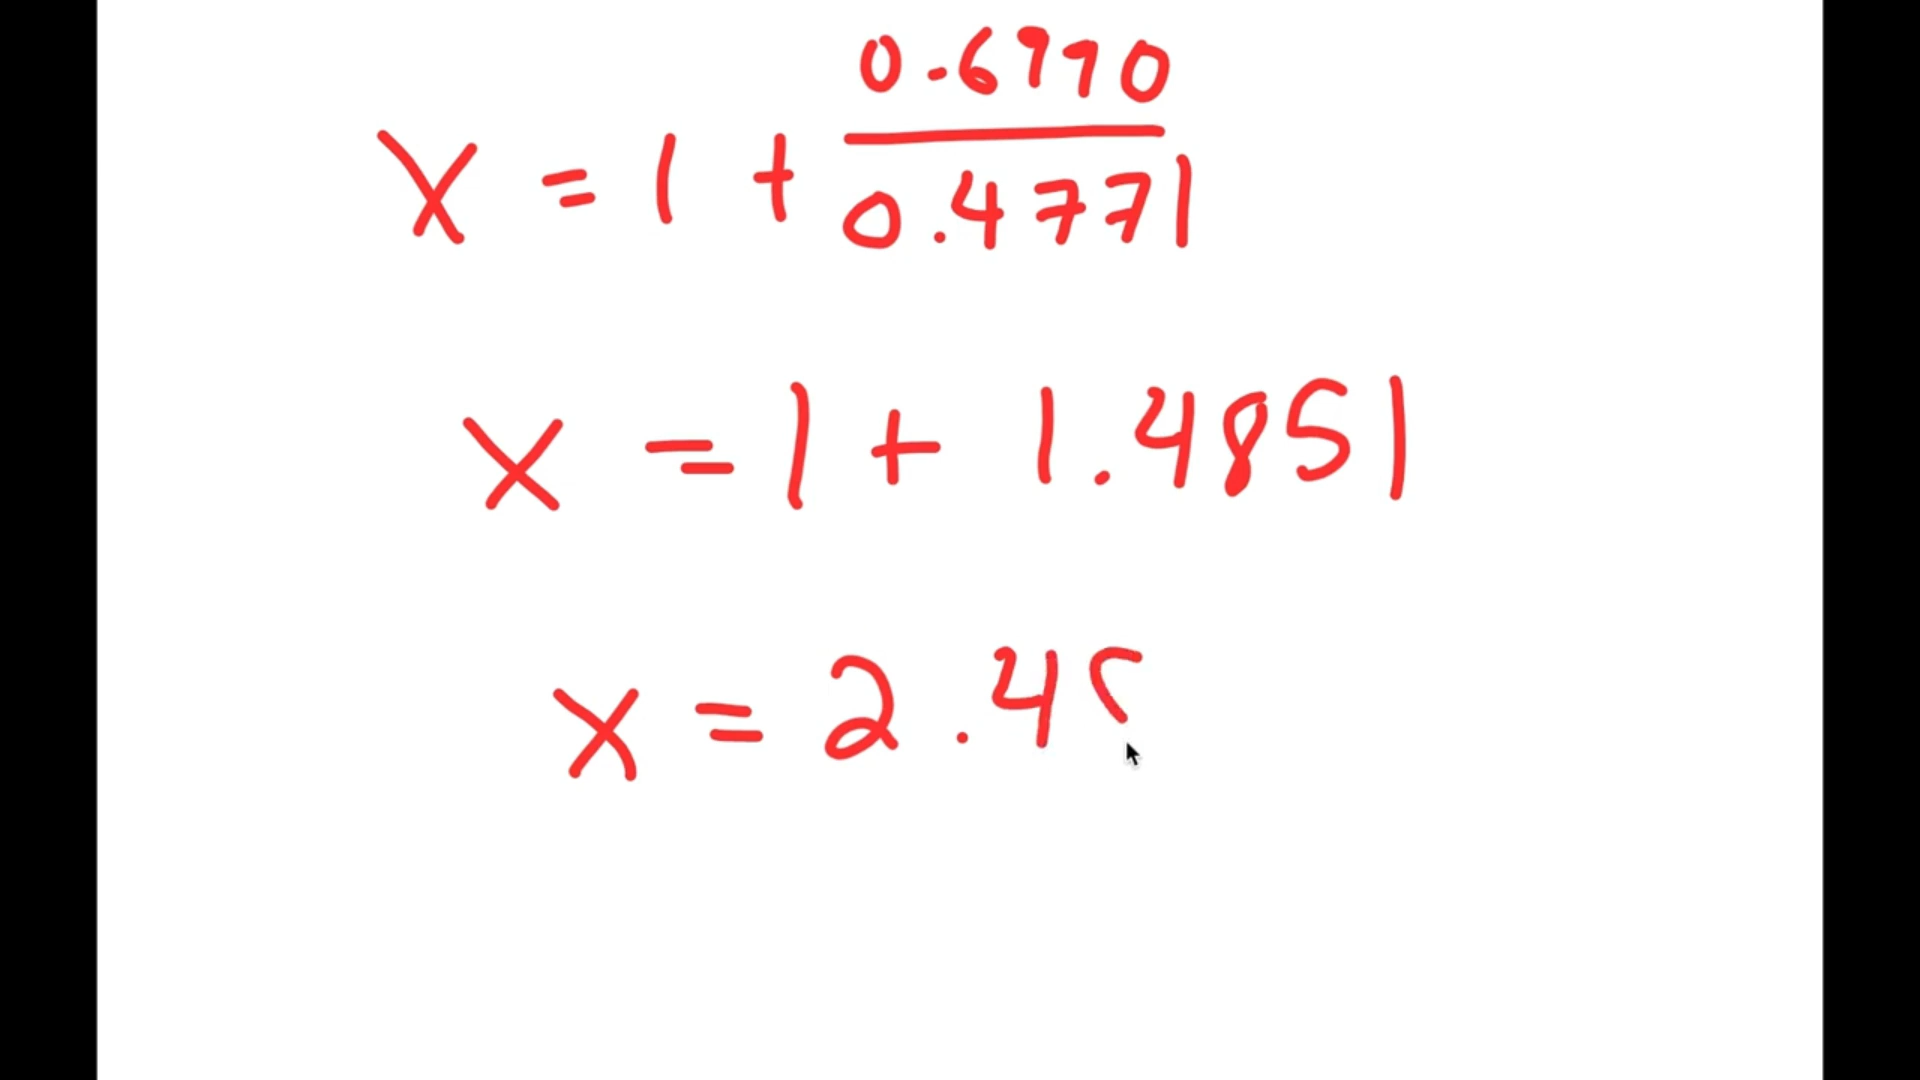 x = 1 + 0.6990/0.4771
x = 1 + 1.4851
x = 2.4